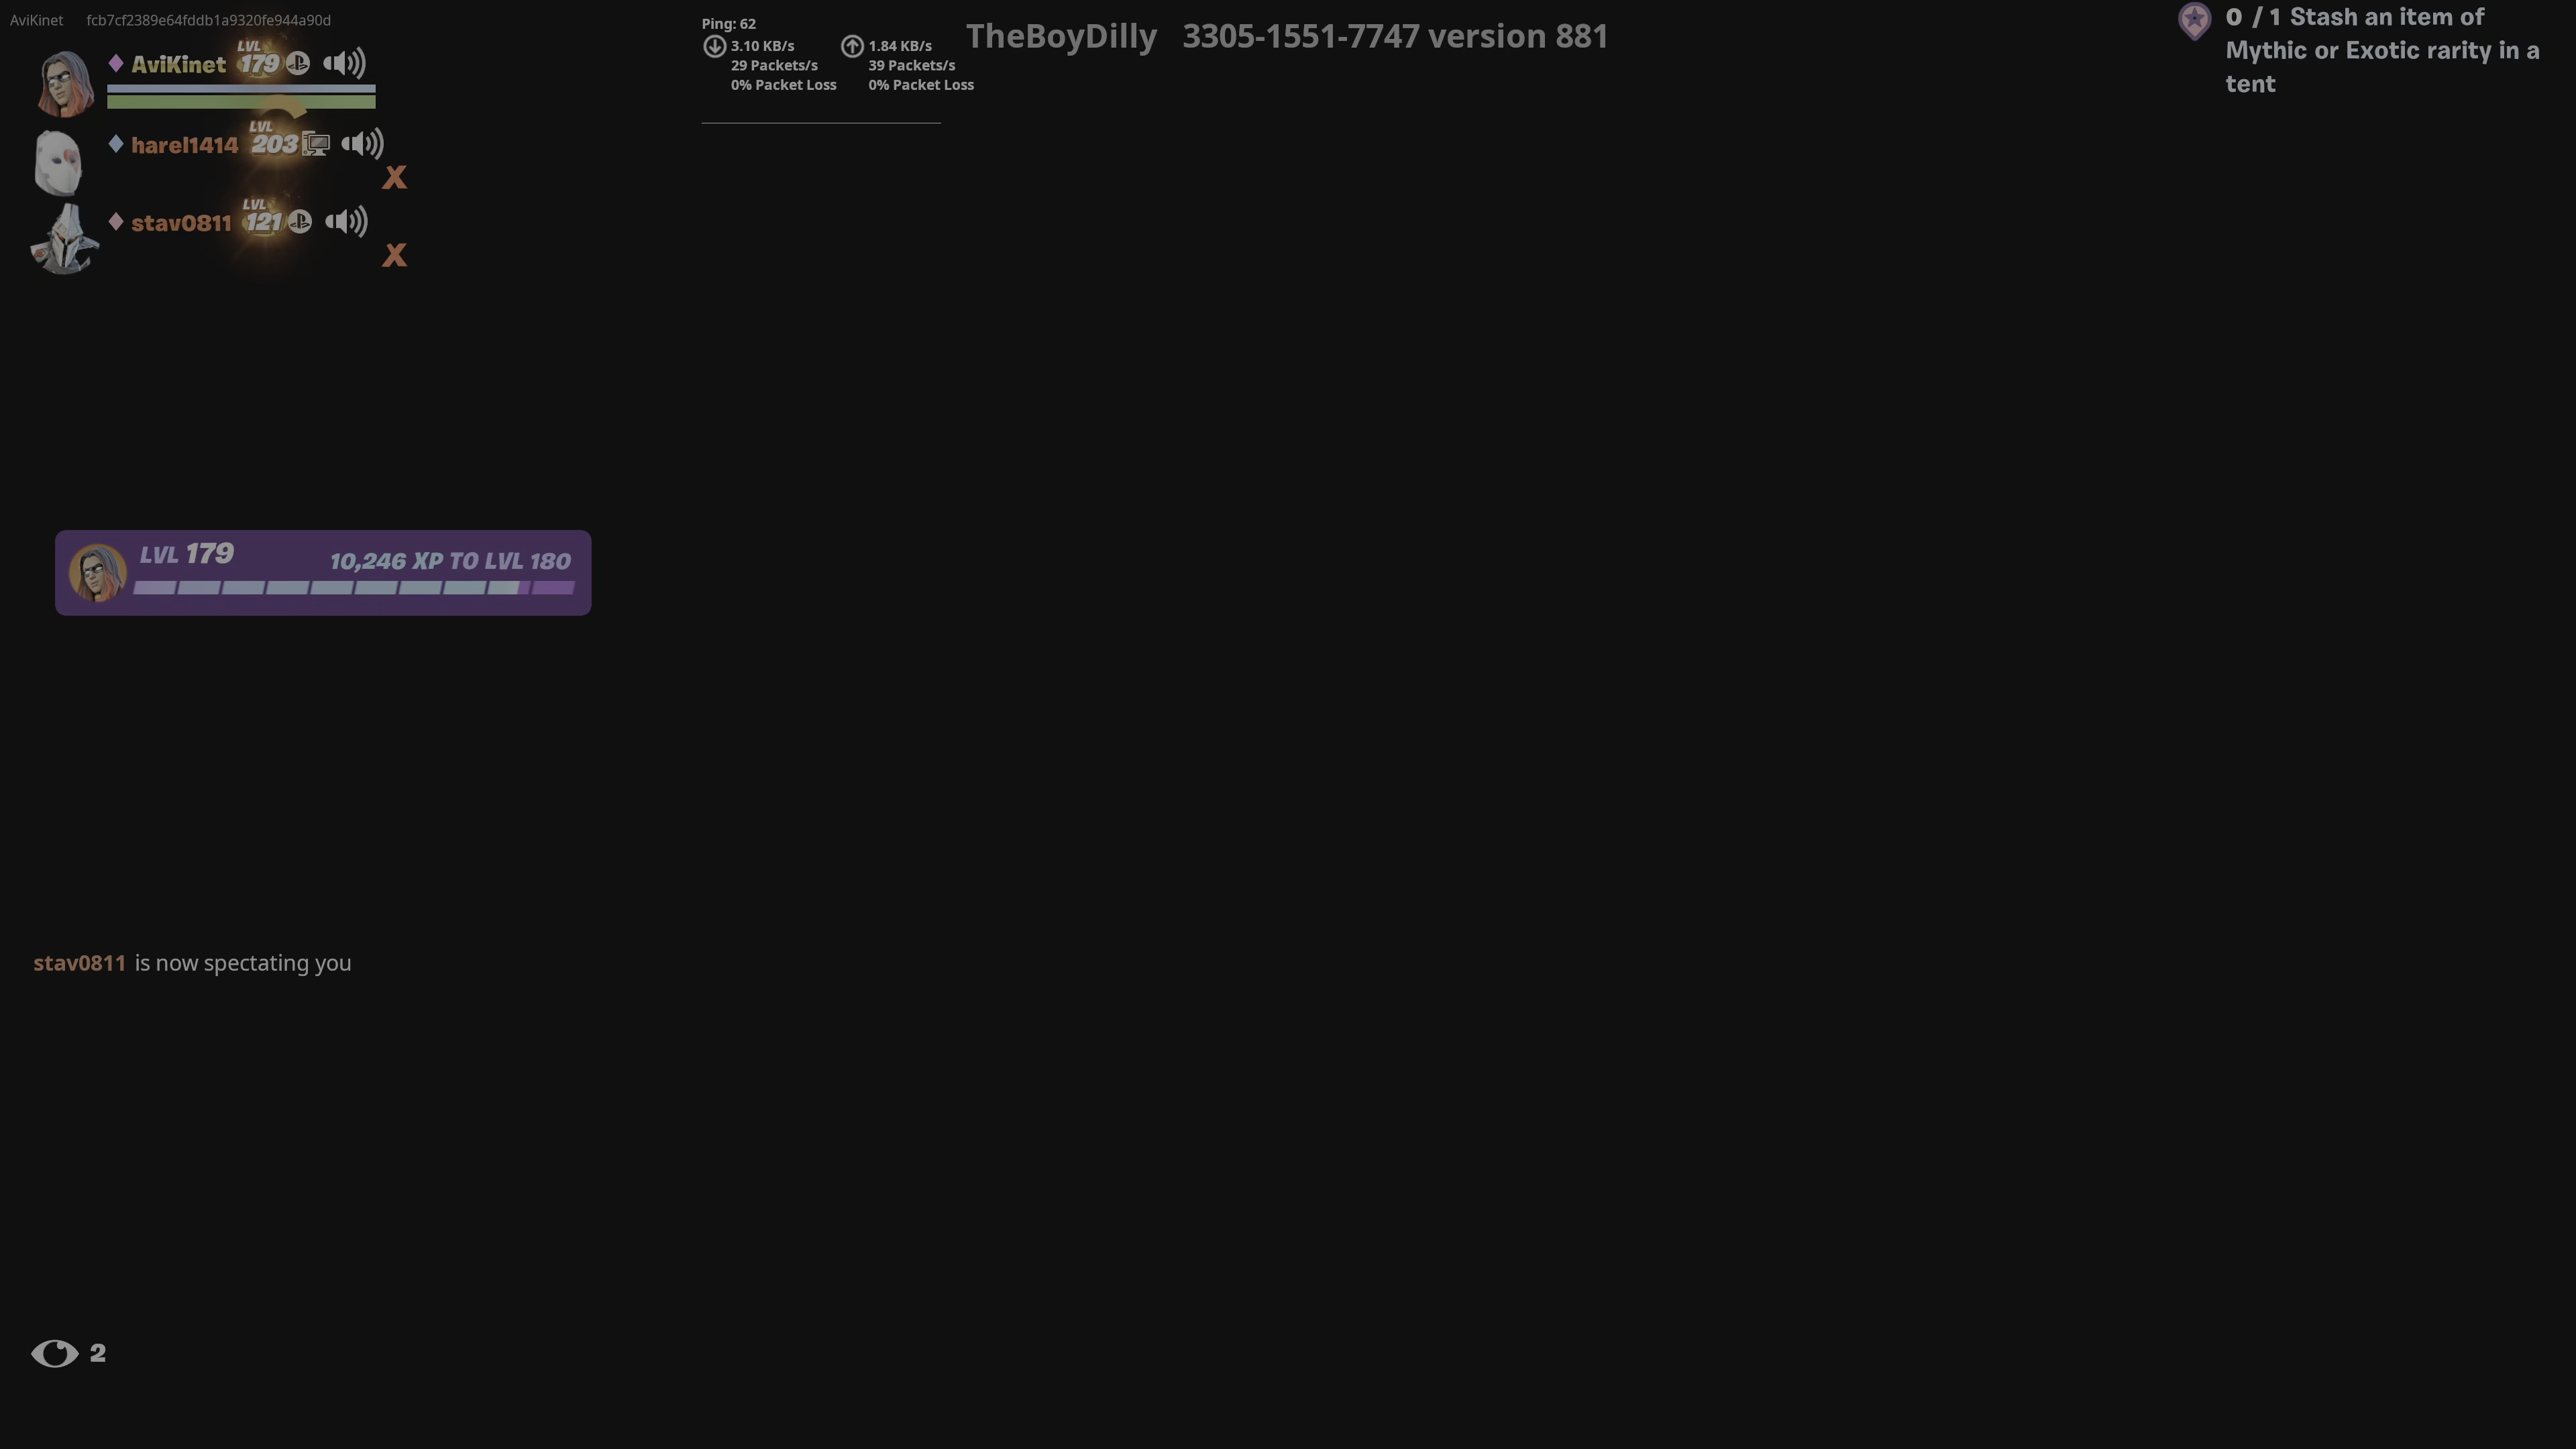 AviKinet fcb7cf2389e64fddb1a9320fe944a90d
AviKinet LVL 179
harel1414 LVL 203
X
stav0811 LVL 121
X
Ping: 62
3.10 KB/s 1.84 KB/s
29 Packets/s 39 Packets/s
0% Packet Loss 0% Packet Loss
TheBoyDilly 3305-1551-7747 version 881
0 / 1 Stash an item of
Mythic or Exotic rarity in a
tent
LVL 179 10,246 XP TO LVL 180
stav0811 is now spectating you
2